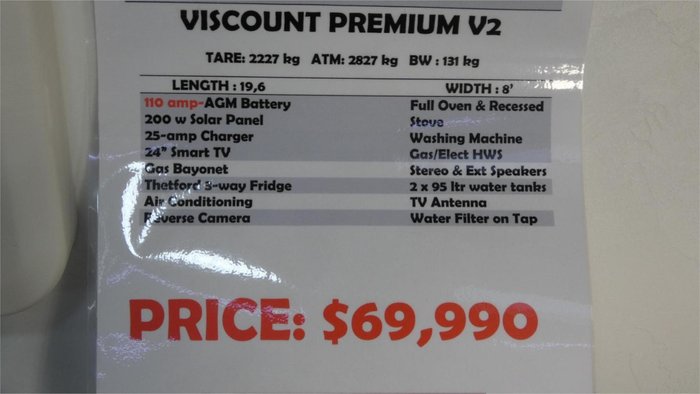 VISCOUNT PREMIUM V2
TARE: 2227 kg ATM: 2827 kg BW : 131 kg
LENGTH : 19,6 WIDTH : 8'
110 amp-AGM Battery Full Oven & Recessed
200 w Solar Panel Stove
25-amp Charger Washing Machine
24" Smart TV Gas/Elect HWS
Gas Bayonet Stereo & Ext Speakers
Thetford 3-way Fridge 2 x 95 ltr water tanks
Air Conditioning TV Antenna
Reverse Camera Water Filter on Tap
PRICE: $69,990